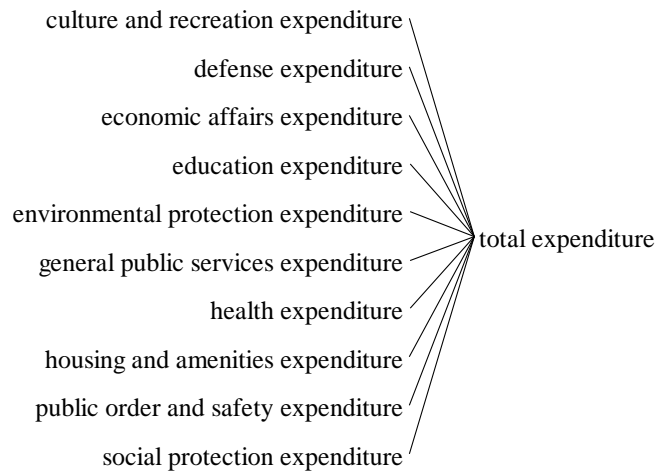 culture and recreation expenditure
defense expenditure
economic affairs expenditure
education expenditure
environmental protection expenditure
total expenditure
general public services expenditure
health expenditure
housing and amenities expenditure
public order and safety expenditure
social protection expenditure